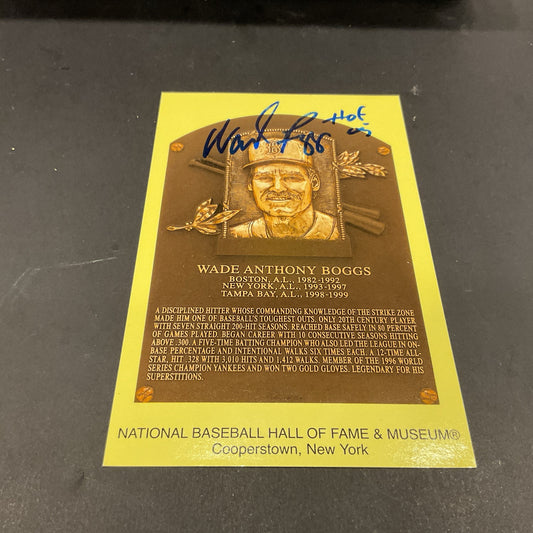 Wade Boggs HOF 05
B
WADE ANTHONY BOGGS
BOSTON, A.L., 1982-1992
NEW YORK, A.L., 1993-1997
TAMPA BAY, A.L., 1998-1999
A DISCIPLINED HITTER WHOSE COMMANDING KNOWLEDGE OF THE STRIKE ZONE
MADE HIM ONE OF BASEBALL'S TOUGHEST OUTS. ONLY 20TH CENTURY PLAYER
WITH SEVEN STRAIGHT 200-HIT SEASONS. REACHED BASE SAFELY IN 80 PERCENT
OF GAMES PLAYED. BEGAN CAREER WITH 10 CONSECUTIVE SEASONS HITTING
ABOVE .300. A FIVE-TIME BATTING CHAMPION WHO ALSO LED THE LEAGUE IN ON-
BASE PERCENTAGE AND INTENTIONAL WALKS SIX TIMES EACH. A 12-TIME ALL-
STAR, HIT .328 WITH 3,010 HITS AND 1,412 WALKS. MEMBER OF THE 1996 WORLD
SERIES CHAMPION YANKEES AND WON TWO GOLD GLOVES. LEGENDARY FOR HIS
SUPERSTITIONS.
NATIONAL BASEBALL HALL OF FAME & MUSEUM®
Cooperstown, New York